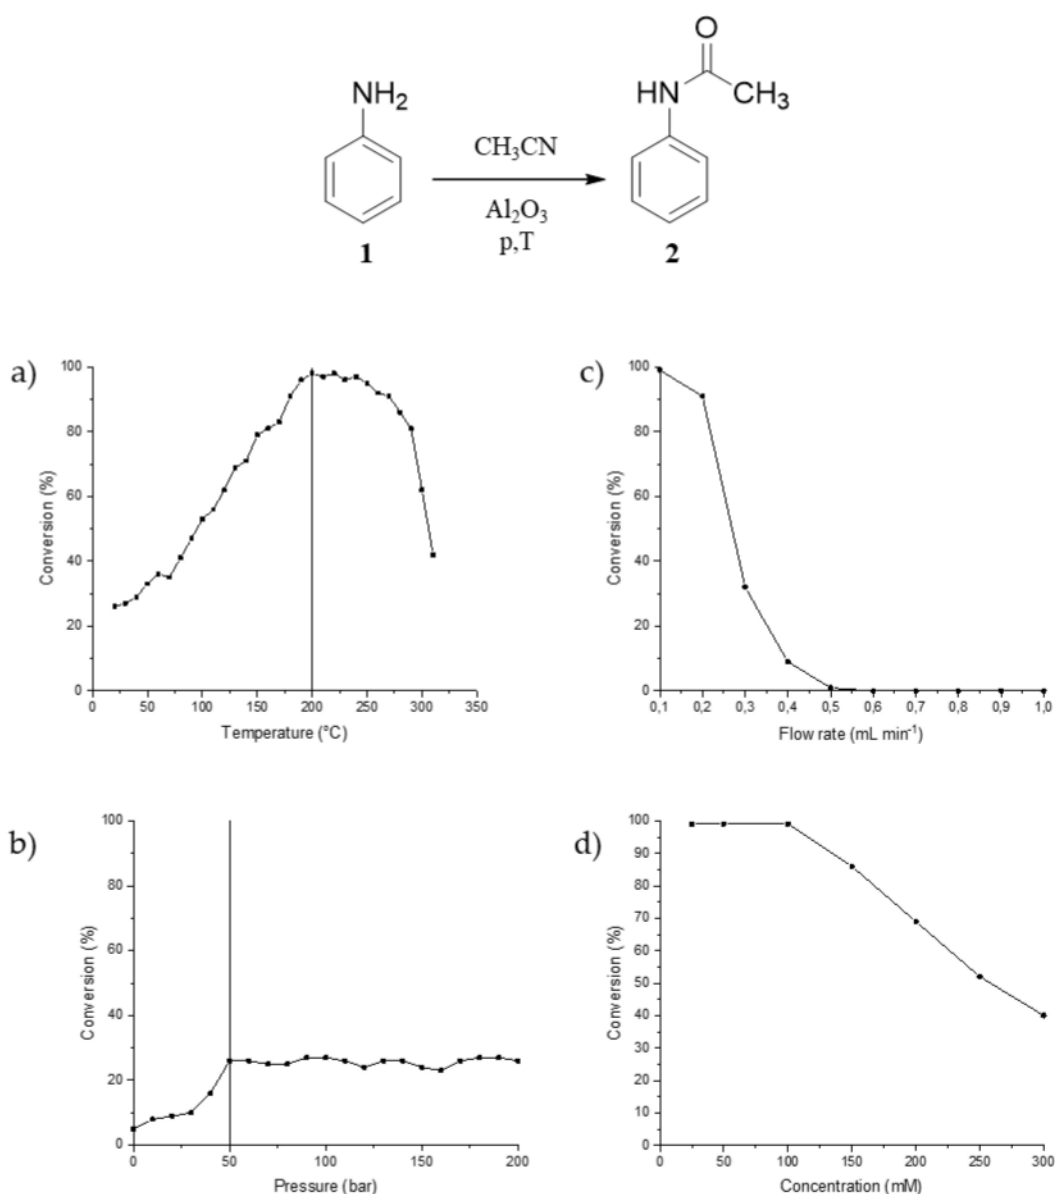 O
NH₂
HN
CH₃
CH₃CN
Al₂O₃
p,T
1
2
a)
100
80
60
40
20
0
Conversion (%)
0 50 100 150 200 250 300 350
Temperature (°C)
c)
100
80
60
40
20
0
Conversion (%)
0,1 0,2 0,3 0,4 0,5 0,6 0,7 0,8 0,9 1,0
Flow rate (mL min⁻¹)
b)
100
80
60
40
20
0
Conversion (%)
0 50 100 150 200
Pressure (bar)
d)
100
90
80
70
60
50
40
30
20
10
0
Conversion (%)
0 50 100 150 200 250 300
Concentration (mM)